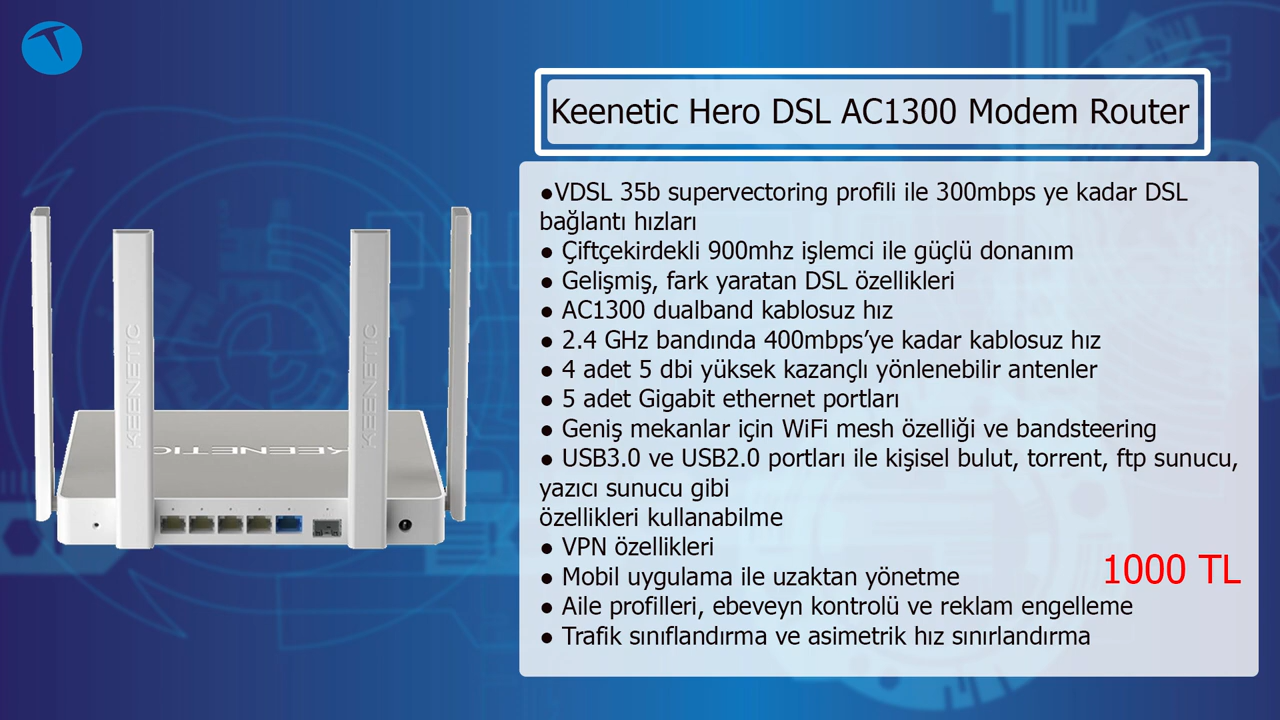 Keenetic Hero DSL AC1300 Modem Router
●VDSL 35b supervectoring profili ile 300mbps ye kadar DSL
bağlantı hızları
● Çiftçekirdekli 900mhz işlemci ile güçlü donanım
● Gelişmiş, fark yaratan DSL özellikleri
● AC1300 dualband kablosuz hız
● 2.4 GHz bandında 400mbps’ye kadar kablosuz hız
● 4 adet 5 dbi yüksek kazançlı yönlenebilir antenler
● 5 adet Gigabit ethernet portları
● Geniş mekanlar için WiFi mesh özelliği ve bandsteering
● USB3.0 ve USB2.0 portları ile kişisel bulut, torrent, ftp sunucu,
yazıcı sunucu gibi
özellikleri kullanabilme
● VPN özellikleri
● Mobil uygulama ile uzaktan yönetme
● Aile profilleri, ebeveyn kontrolü ve reklam engelleme
● Trafik sınıflandırma ve asimetrik hız sınırlandırma
1000 TL
KEENETIC
KEENETIC
KEENETIC